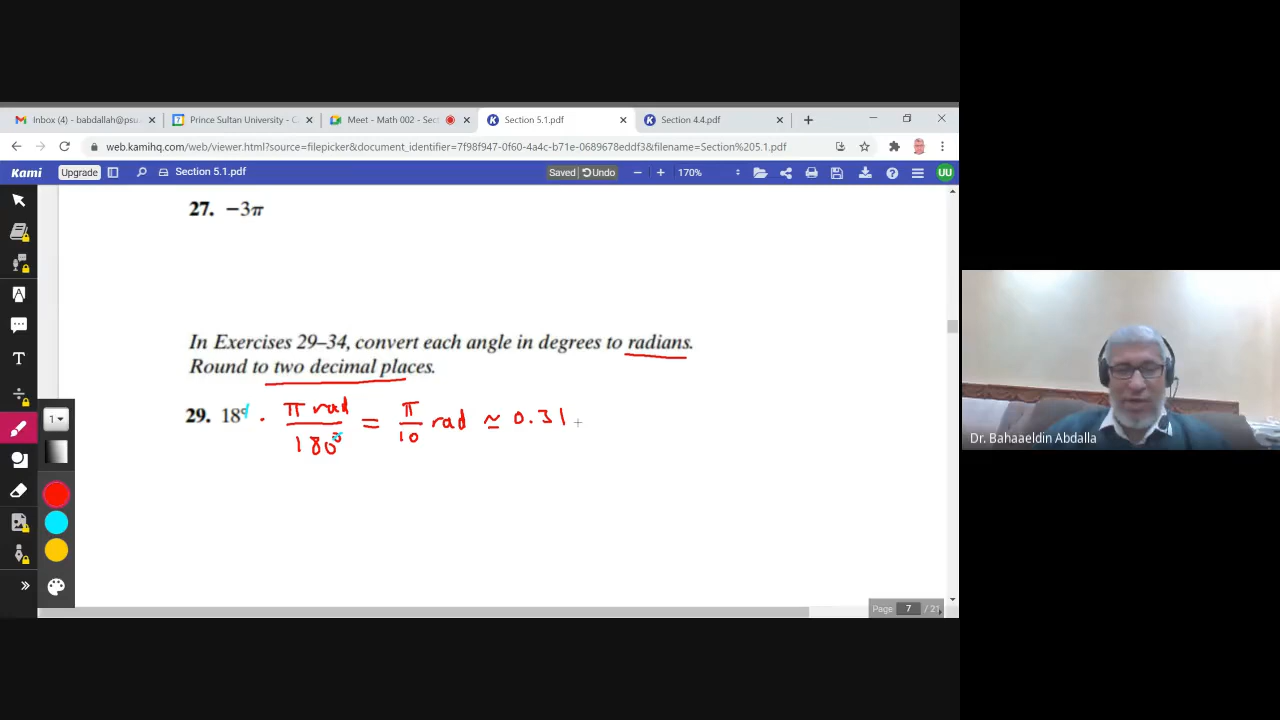 Inbox (4) - babdallah@psu
Prince Sultan University - C
Meet - Math 002 - Sec
Section 5.1.pdf
Section 4.4.pdf
web.kamihq.com/web/viewer.html?source=filepicker&document_identifier=7f98f947-0f60-4a4c-b71e-0689678eddf3&filename=Section%205.1.pdf
Kami Upgrade Section 5.1.pdf Saved Undo 170% UU
27. −3π
In Exercises 29–34, convert each angle in degrees to radians.
Round to two decimal places.
29. 18° · π rad / 180° = π/10 rad ≃ 0.31
1
Dr. Bahaaeldin Abdalla
Page 7 / 21